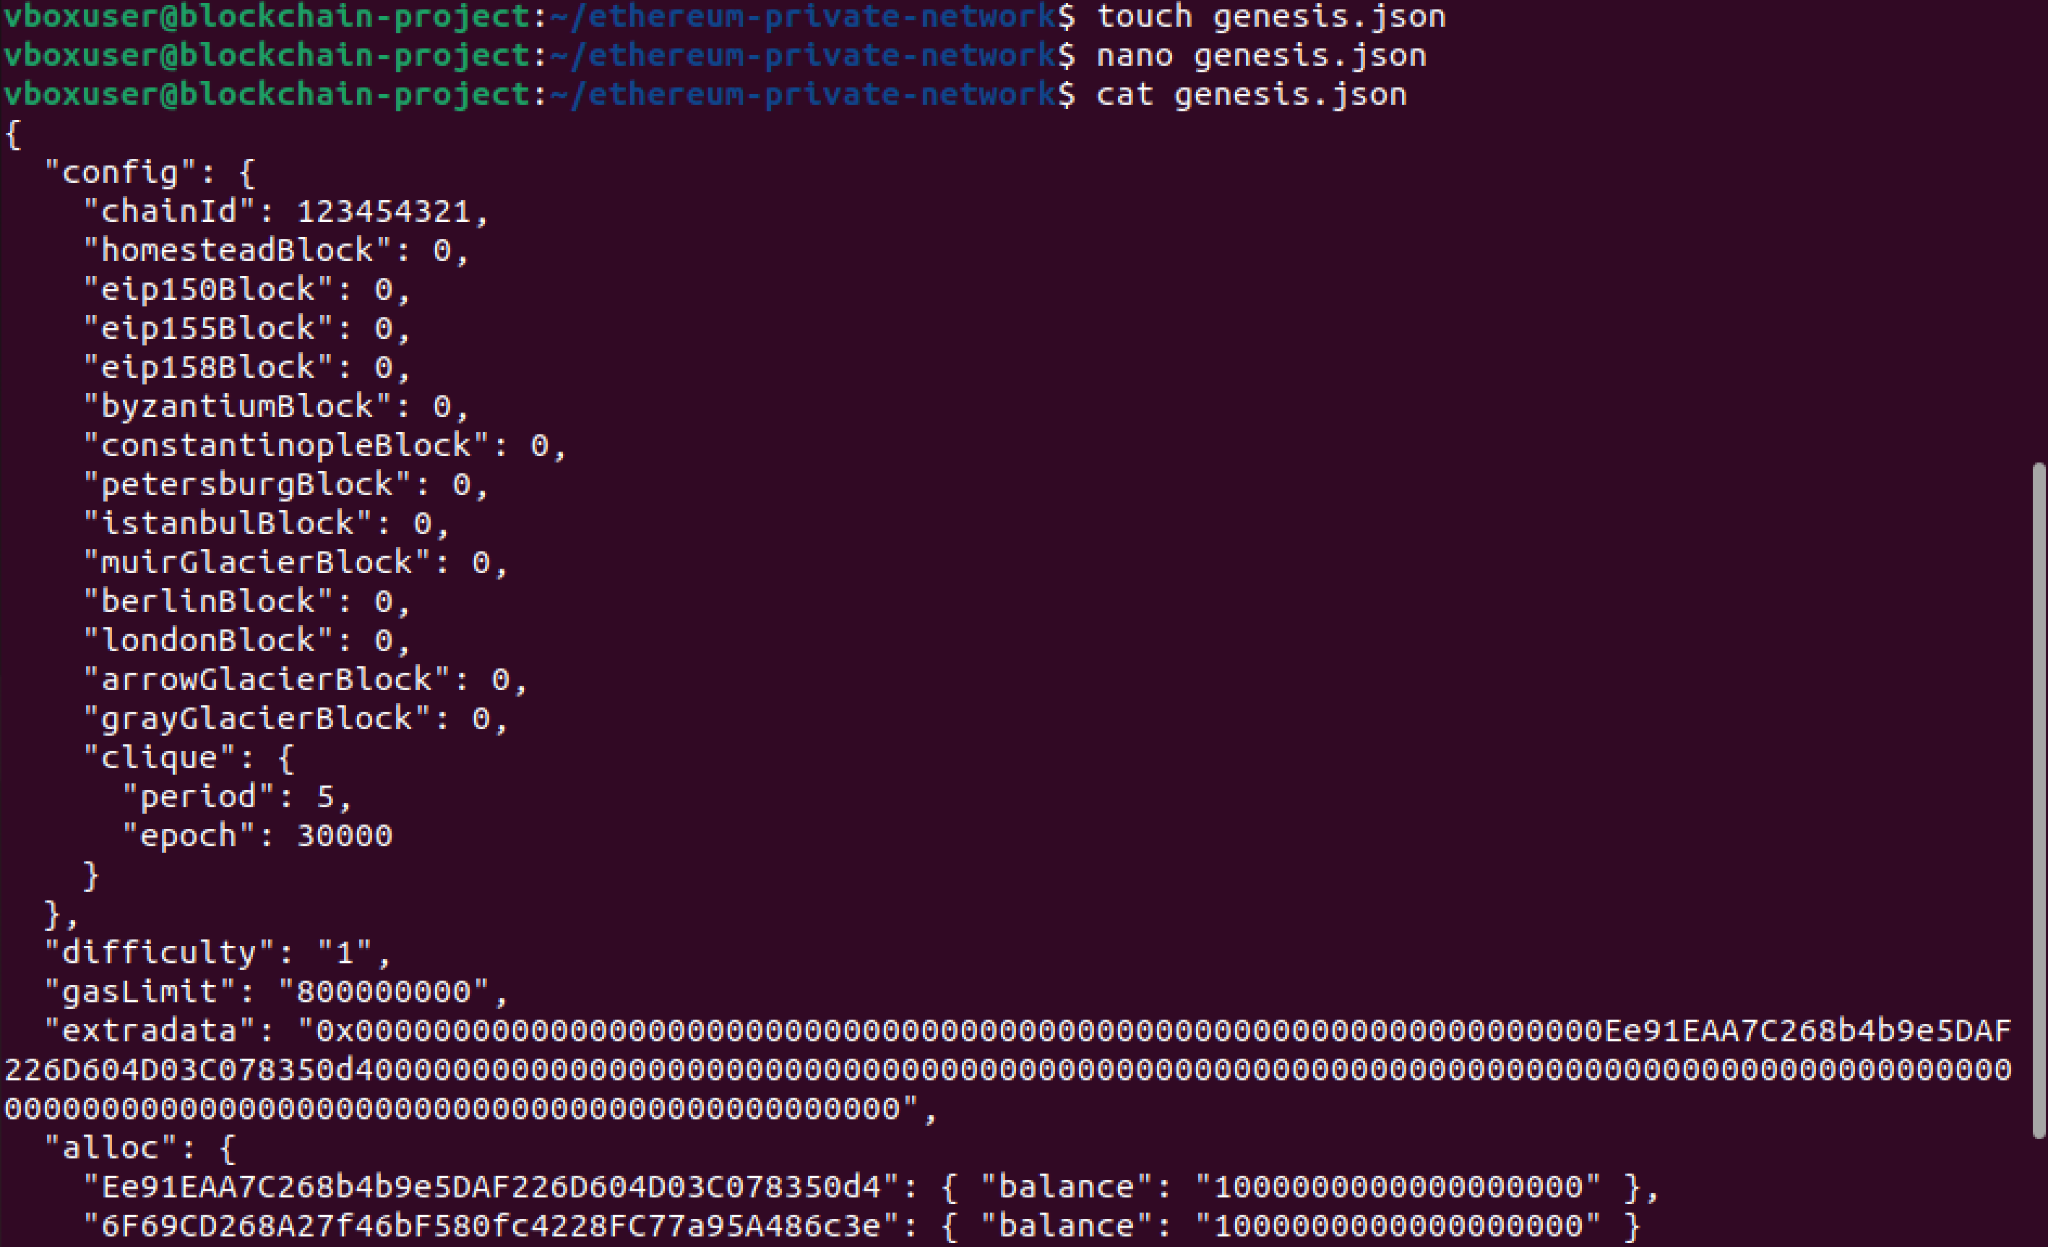 vboxuser@blockchain-project:~/ethereum-private-network$ touch genesis.json
vboxuser@blockchain-project:~/ethereum-private-network$ nano genesis.json
vboxuser@blockchain-project:~/ethereum-private-network$ cat genesis.json
{
  "config": {
    "chainId": 123454321,
    "homesteadBlock": 0,
    "eip150Block": 0,
    "eip155Block": 0,
    "eip158Block": 0,
    "byzantiumBlock": 0,
    "constantinopleBlock": 0,
    "petersburgBlock": 0,
    "istanbulBlock": 0,
    "muirGlacierBlock": 0,
    "berlinBlock": 0,
    "londonBlock": 0,
    "arrowGlacierBlock": 0,
    "grayGlacierBlock": 0,
    "clique": {
      "period": 5,
      "epoch": 30000
    }
  },
  "difficulty": "1",
  "gasLimit": "800000000",
  "extradata": "0x0000000000000000000000000000000000000000000000000000000000000000Ee91EAA7C268b4b9e5DAF
226D604D03C078350d4000000000000000000000000000000000000000000000000000000000000000000000000000000000000
0000000000000000000000000000000000000000000000",
  "alloc": {
    "Ee91EAA7C268b4b9e5DAF226D604D03C078350d4": { "balance": "1000000000000000000" },
    "6F69CD268A27f46bF580fc4228FC77a95A486c3e": { "balance": "1000000000000000000" }